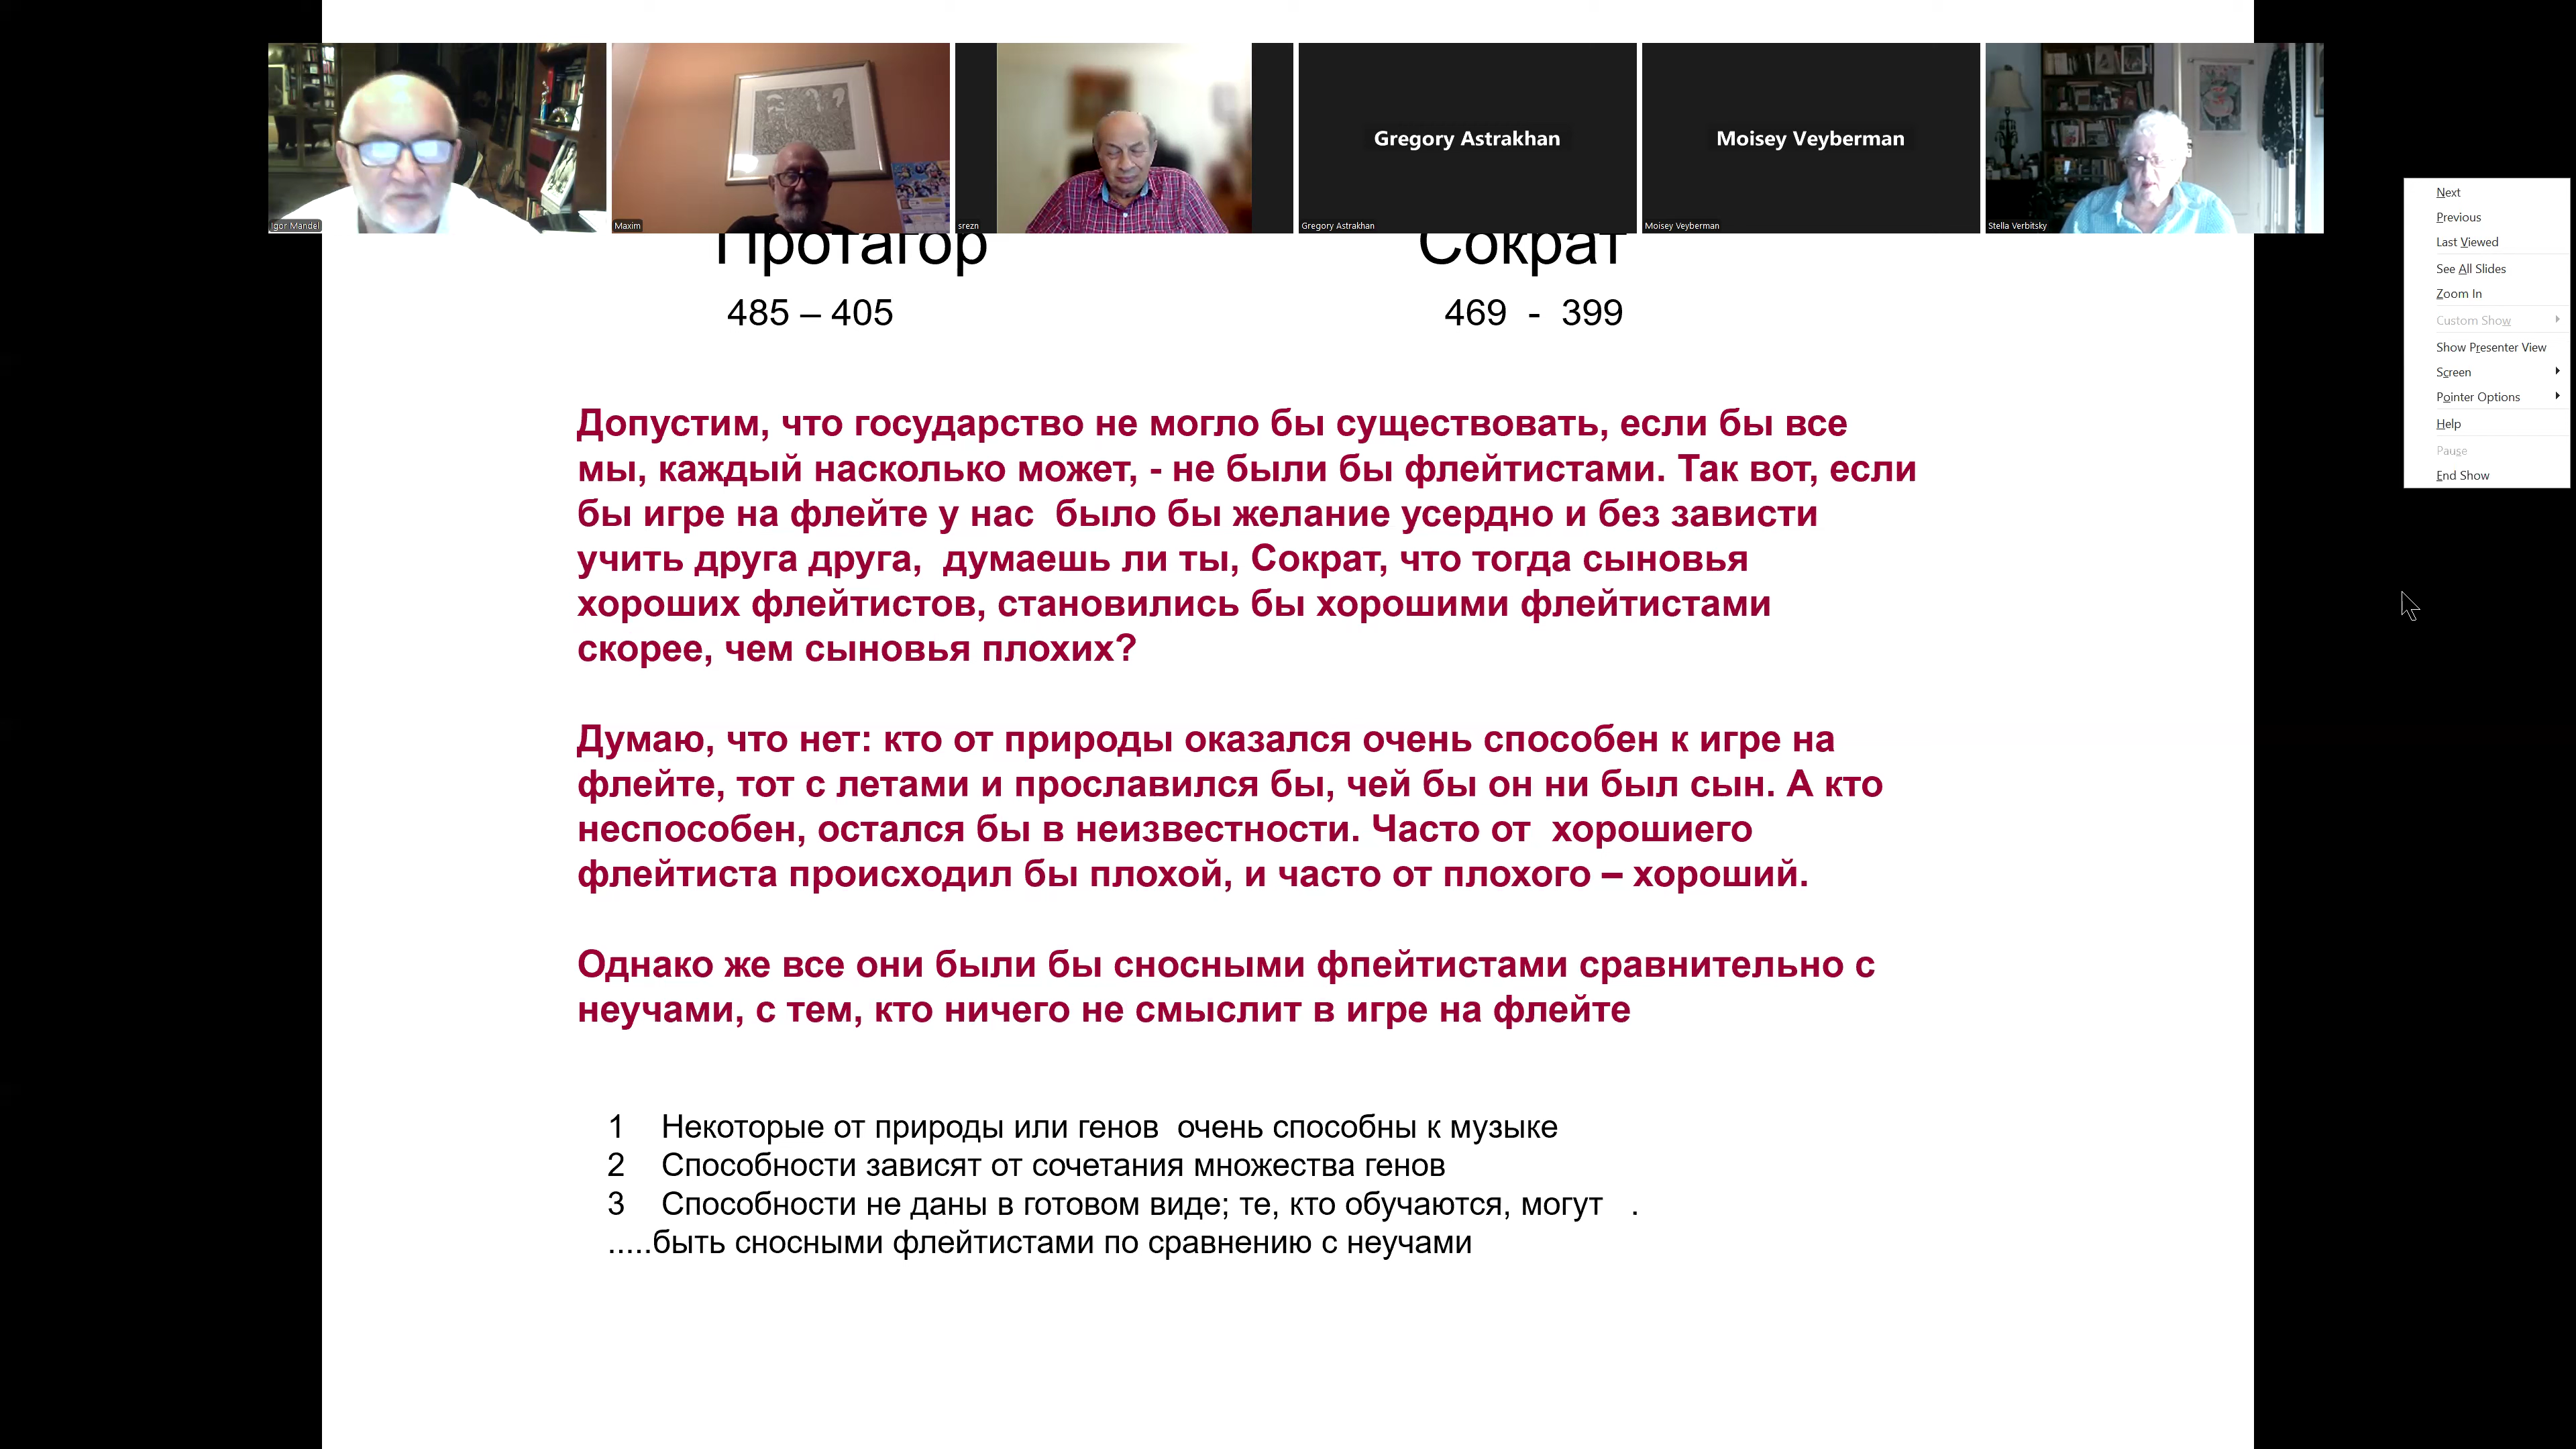 Gregory Astrakhan
Moisey Veyberman
Igor Mandel
Maxim
srezn
Gregory Astrakhan
Moisey Veyberman
Stella Verbitsky
Протагор
Сократ
485 – 405
469 - 399
Допустим, что государство не могло бы существовать, если бы все
мы, каждый насколько может, - не были бы флейтистами. Так вот, если
бы игре на флейте у нас было бы желание усердно и без зависти
учить друга друга, думаешь ли ты, Сократ, что тогда сыновья
хороших флейтистов, становились бы хорошими флейтистами
скорее, чем сыновья плохих?
Думаю, что нет: кто от природы оказался очень способен к игре на
флейте, тот с летами и прославился бы, чей бы он ни был сын. А кто
неспособен, остался бы в неизвестности. Часто от хорошиего
флейтиста происходил бы плохой, и часто от плохого – хороший.
Однако же все они были бы сносными фпейтистами сравнительно с
неучами, с тем, кто ничего не смыслит в игре на флейте
1 Некоторые от природы или генов очень способны к музыке
2 Способности зависят от сочетания множества генов
3 Способности не даны в готовом виде; те, кто обучаются, могут .
.....быть сносными флейтистами по сравнению с неучами
Next
Previous
Last Viewed
See All Slides
Zoom In
Custom Show
Show Presenter View
Screen
Pointer Options
Help
Pause
End Show